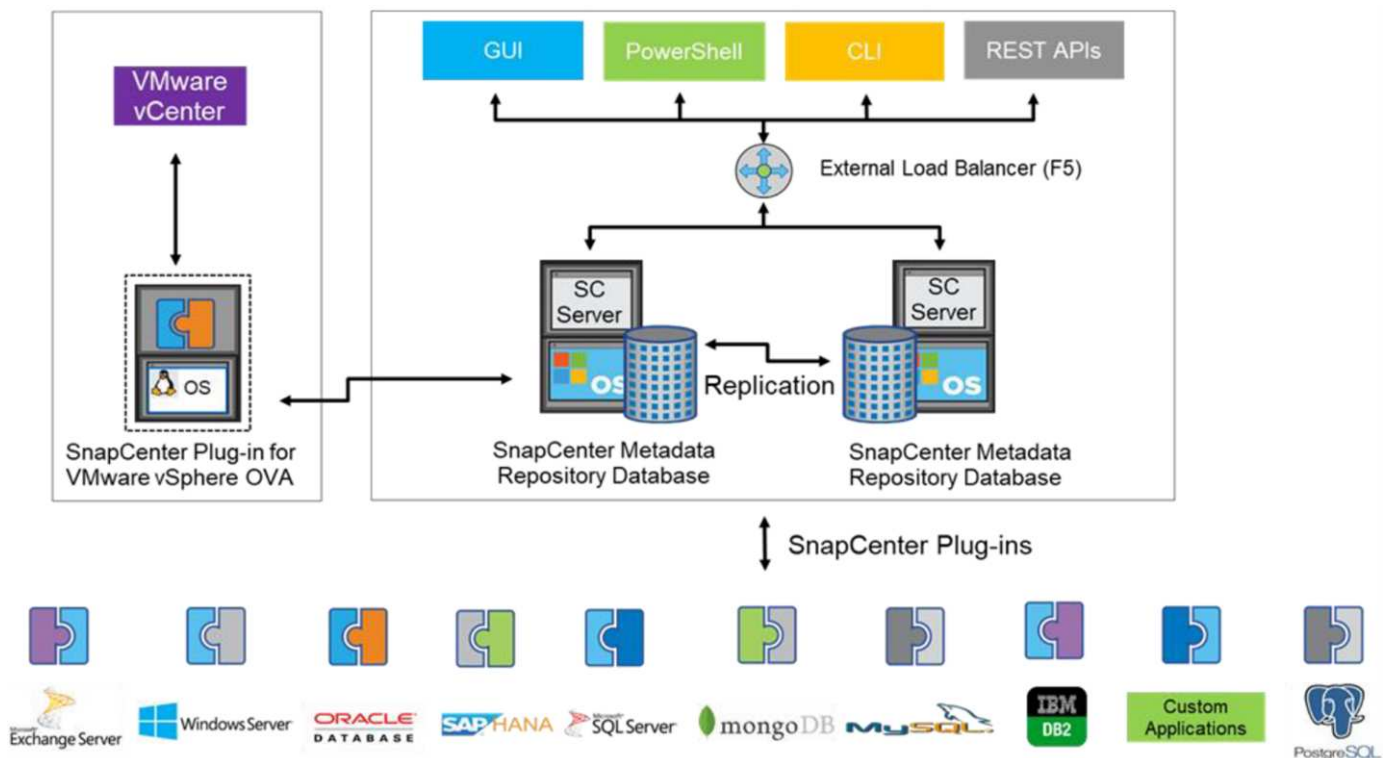 VMware
vCenter
GUI
PowerShell
CLI
REST APIs
External Load Balancer (F5)
SC
Server
SC
Server
OS
OS
OS
Replication
SnapCenter Plug-in for
VMware vSphere OVA
SnapCenter Metadata
Repository Database
SnapCenter Metadata
Repository Database
SnapCenter Plug-ins
Microsoft
Exchange Server
Windows Server
ORACLE
DATABASE
SAP HANA
Microsoft
SQL Server
mongoDB
MySQL
IBM
DB2
Custom
Applications
PostgreSQL